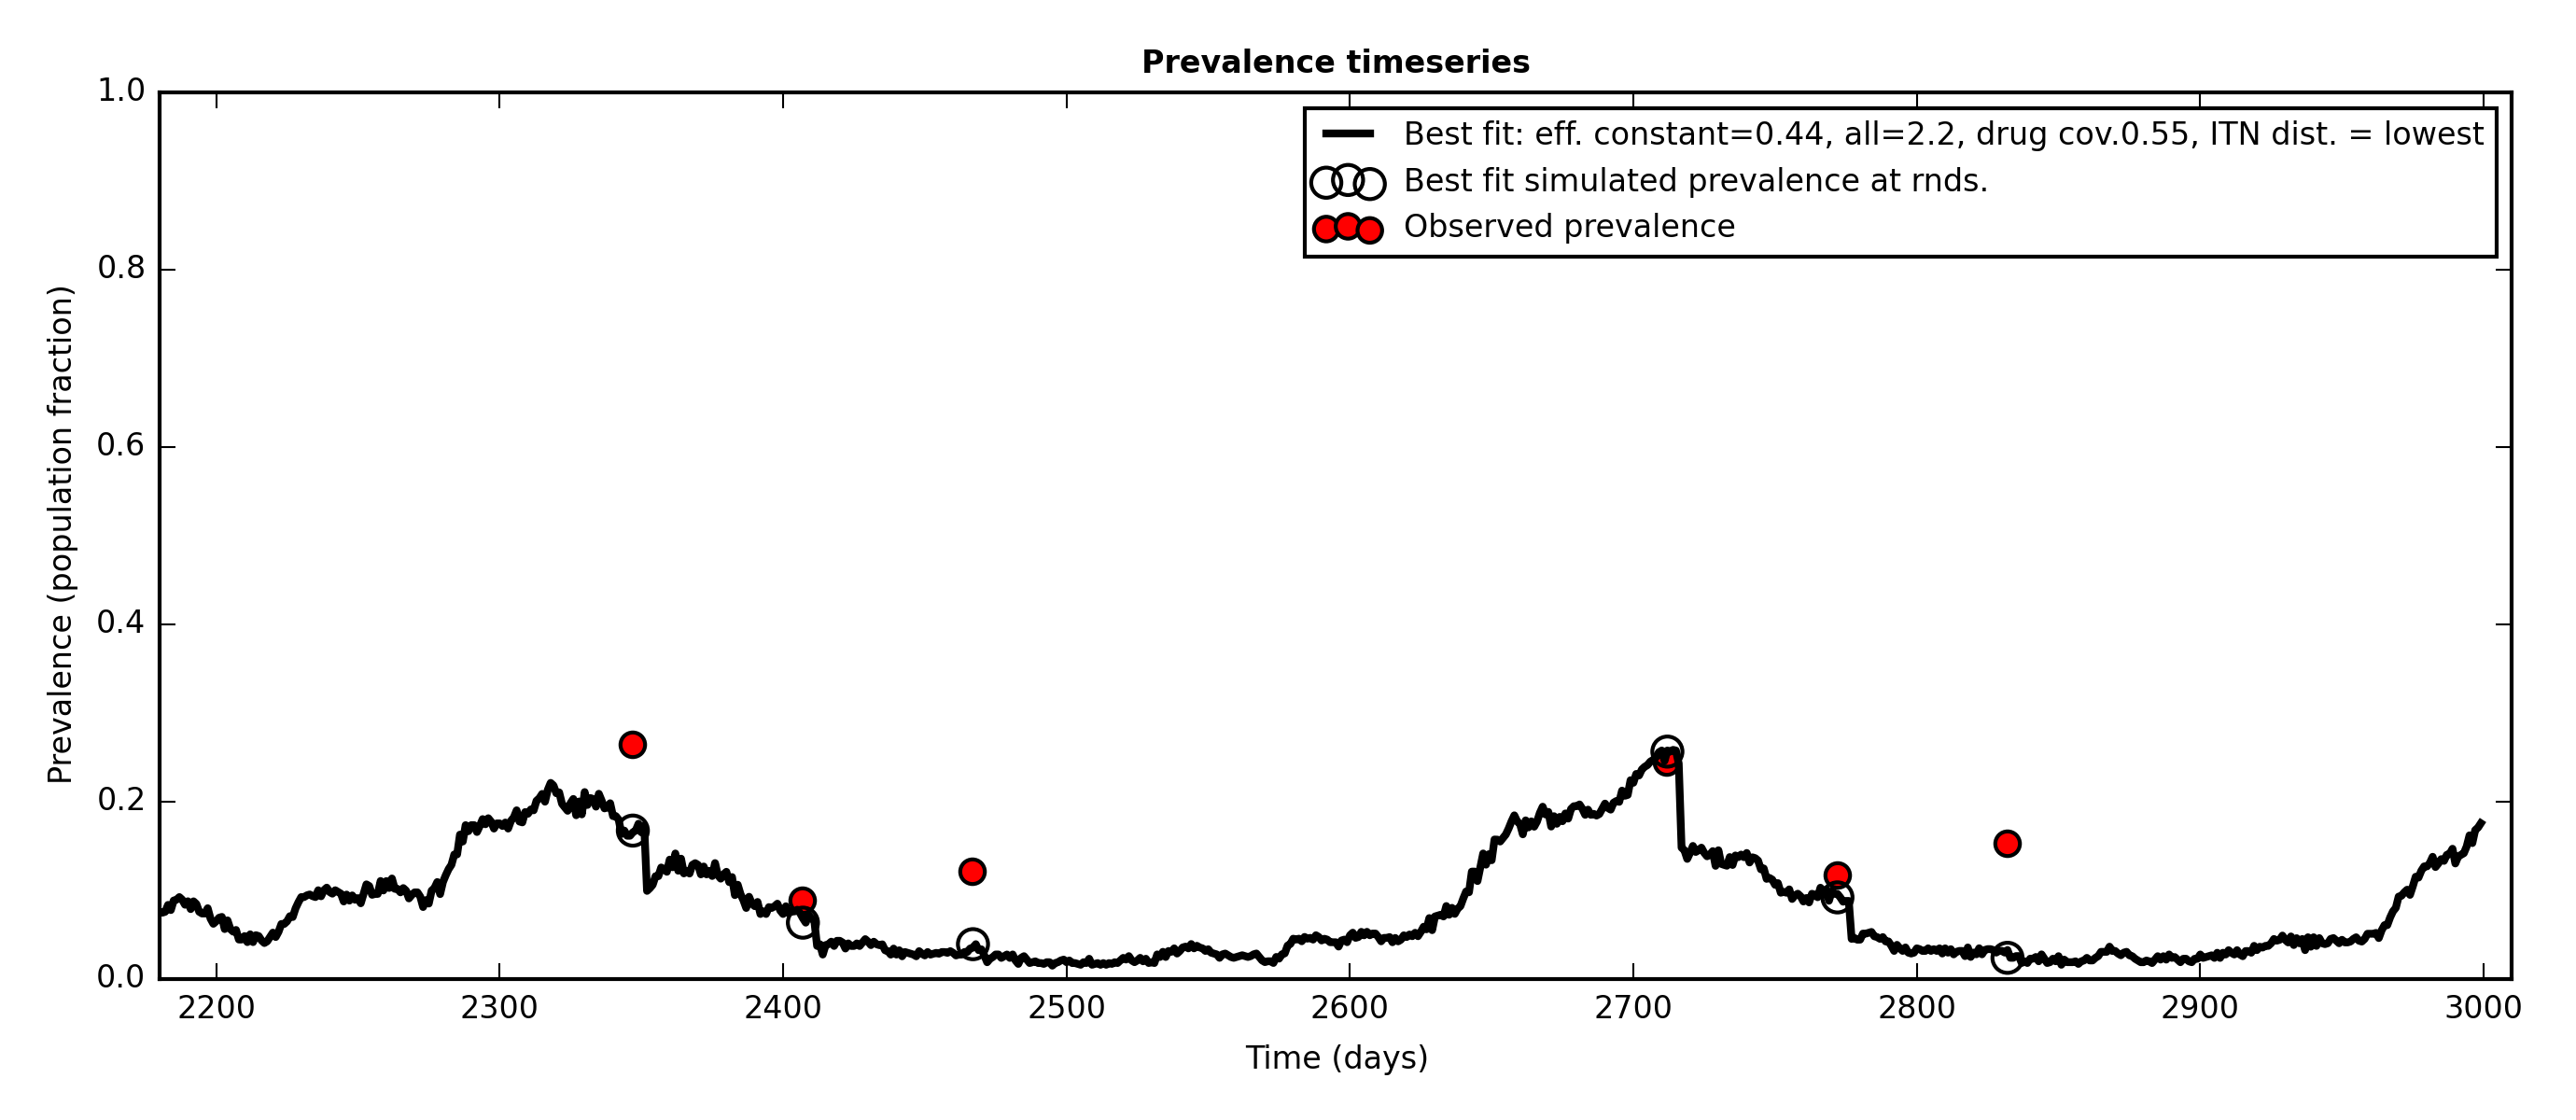 Prevalence timeseries
1.0
0.8
0.6
0.4
0.2
0.0
Prevalence (population fraction)
Best fit: eff. constant=0.44, all=2.2, drug cov.0.55, ITN dist. = lowest
Best fit simulated prevalence at rnds.
Observed prevalence
2200 2300 2400 2500 2600 2700 2800 2900 3000
Time (days)